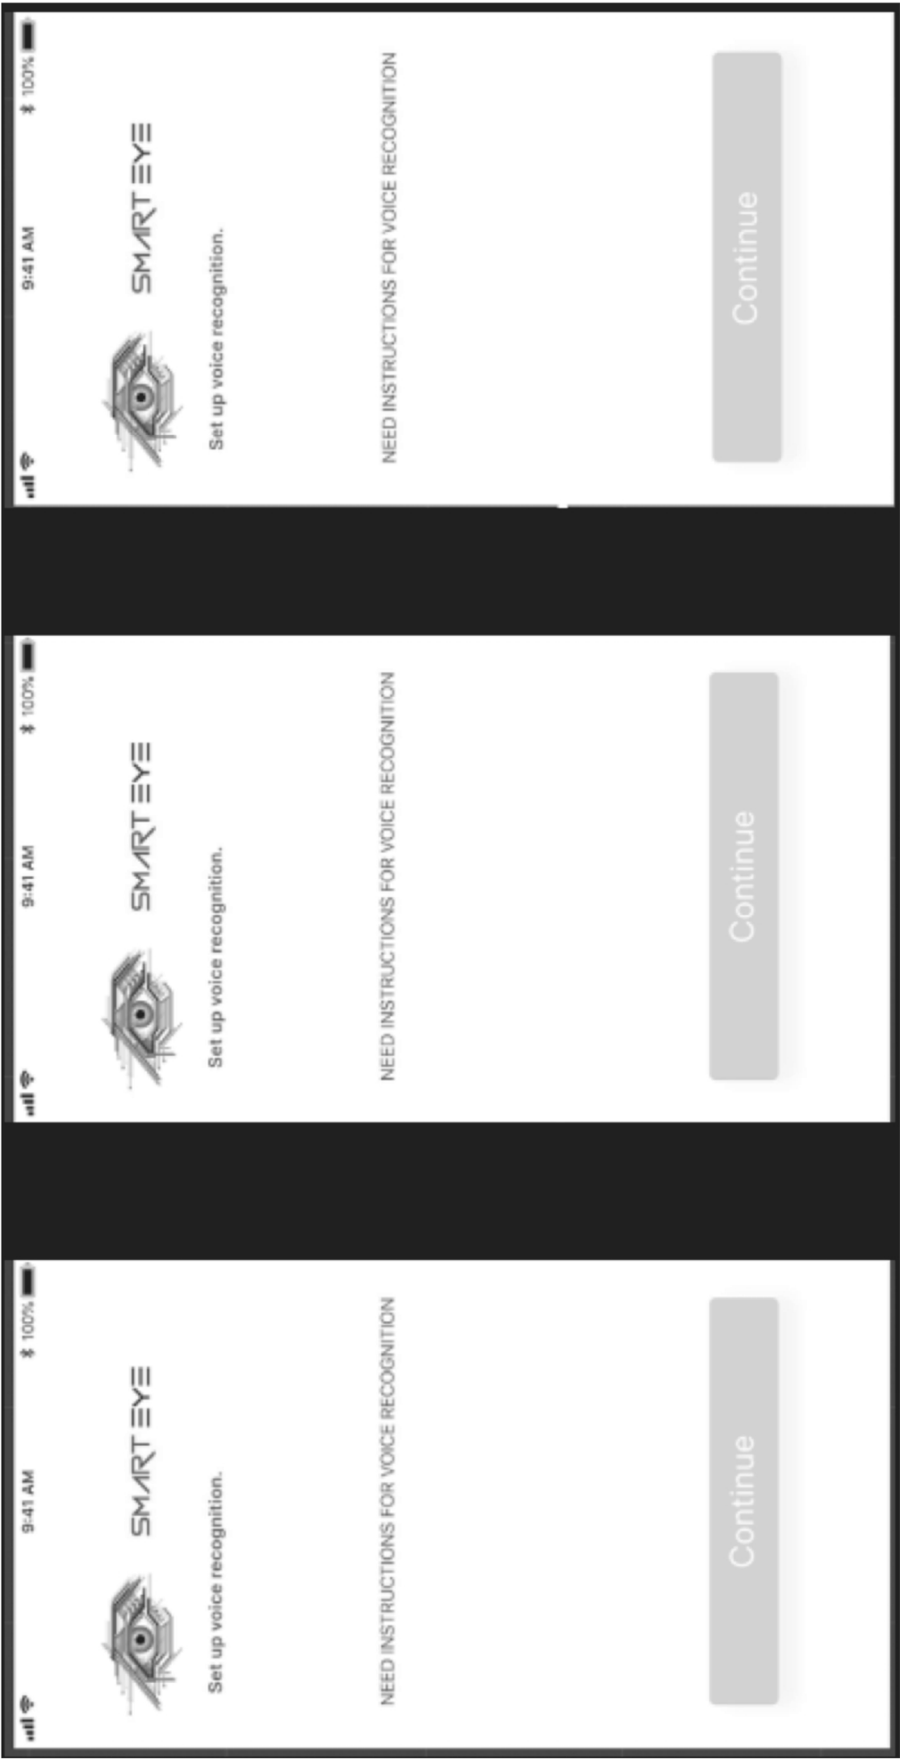 9:41 AM
100%
SMART EYE
Set up voice recognition.
NEED INSTRUCTIONS FOR VOICE RECOGNITION
Continue
9:41 AM
100%
SMART EYE
Set up voice recognition.
NEED INSTRUCTIONS FOR VOICE RECOGNITION
Continue
9:41 AM
100%
SMART EYE
Set up voice recognition.
NEED INSTRUCTIONS FOR VOICE RECOGNITION
Continue